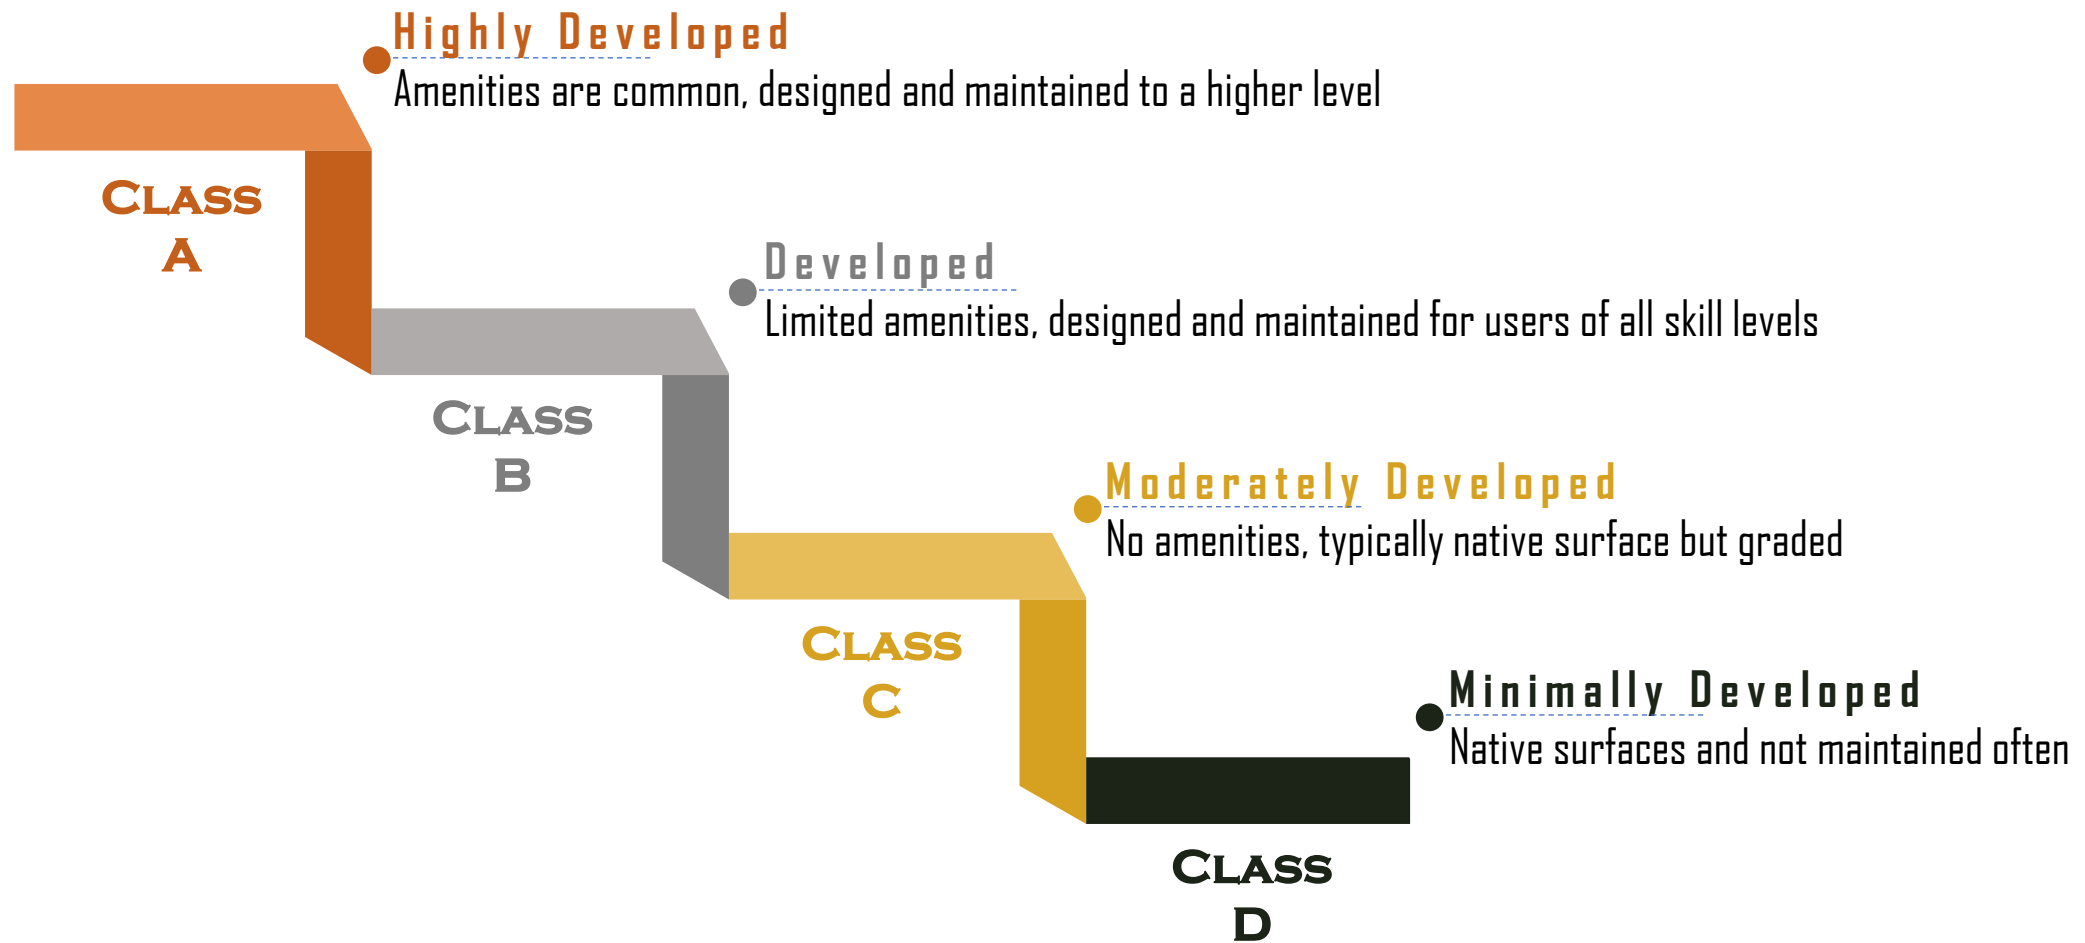 Highly Developed
Amenities are common, designed and maintained to a higher level
Class
A
Developed
Limited amenities, designed and maintained for users of all skill levels
Class
B
Moderately Developed
No amenities, typically native surface but graded
Class
C
Minimally Developed
Native surfaces and not maintained often
Class
D